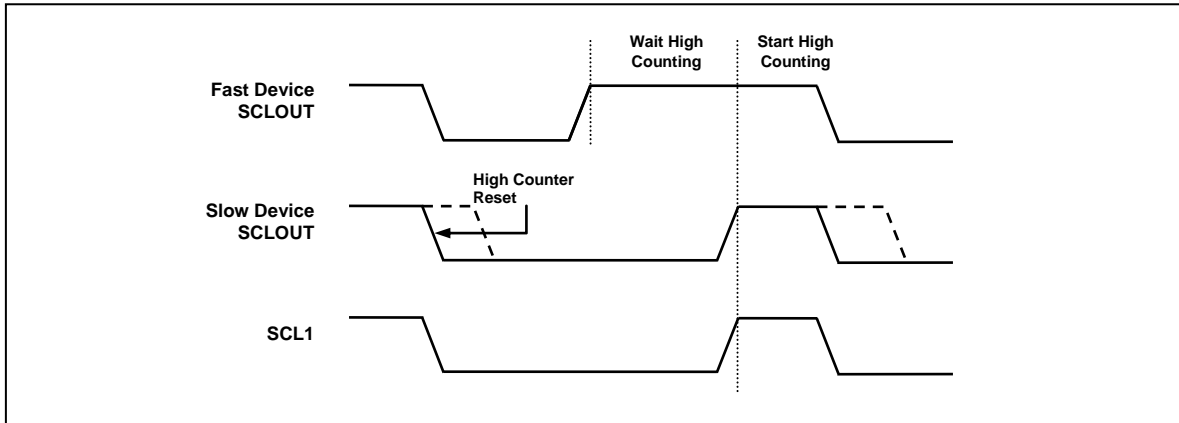 Wait High
Counting
Start High
Counting
Fast Device
SCLOUT
High Counter
Reset
Slow Device
SCLOUT
SCL1